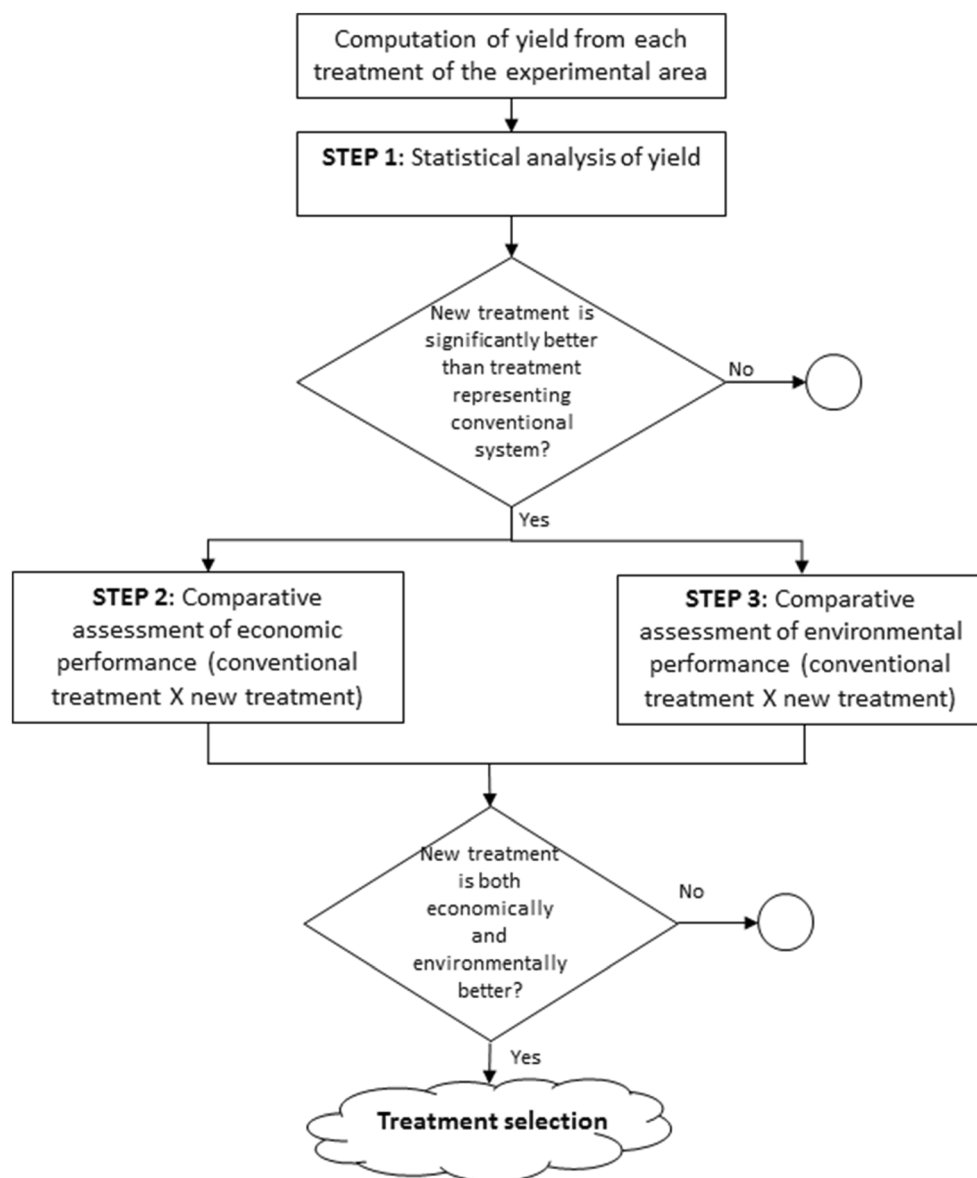 Computation of yield from each
treatment of the experimental area
STEP 1: Statistical analysis of yield
New treatment is
significantly better
than treatment
representing
conventional
system?
No
Yes
STEP 2: Comparative
assessment of economic
performance (conventional
treatment X new treatment)
STEP 3: Comparative
assessment of environmental
performance (conventional
treatment X new treatment)
New treatment
is both
economically
and
environmentally
better?
No
Yes
Treatment selection